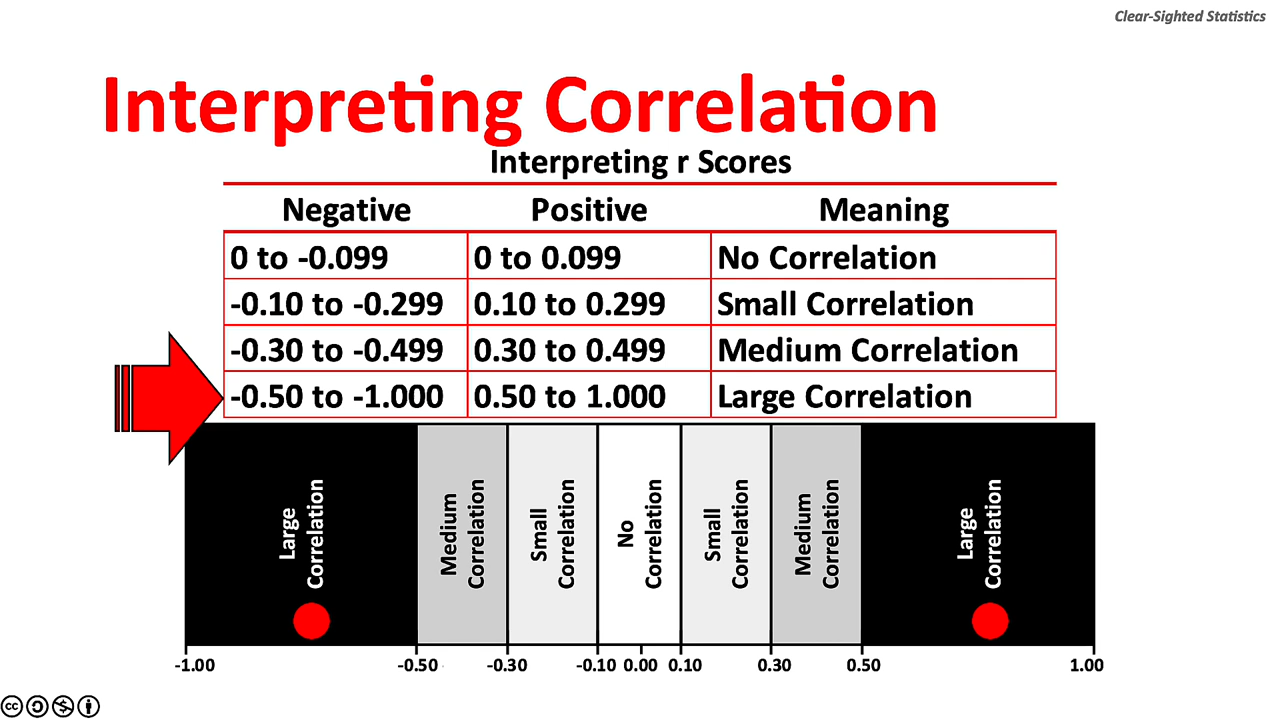 Clear-Sighted Statistics
Interpreting Correlation
Interpreting r Scores
Negative Positive Meaning
0 to -0.099 0 to 0.099 No Correlation
-0.10 to -0.299 0.10 to 0.299 Small Correlation
-0.30 to -0.499 0.30 to 0.499 Medium Correlation
-0.50 to -1.000 0.50 to 1.000 Large Correlation
Large
Correlation
Medium
Correlation
Small
Correlation
No
Correlation
Small
Correlation
Medium
Correlation
Large
Correlation
-1.00 -0.50 -0.30 -0.10 0.00 0.10 0.30 0.50 1.00
cc